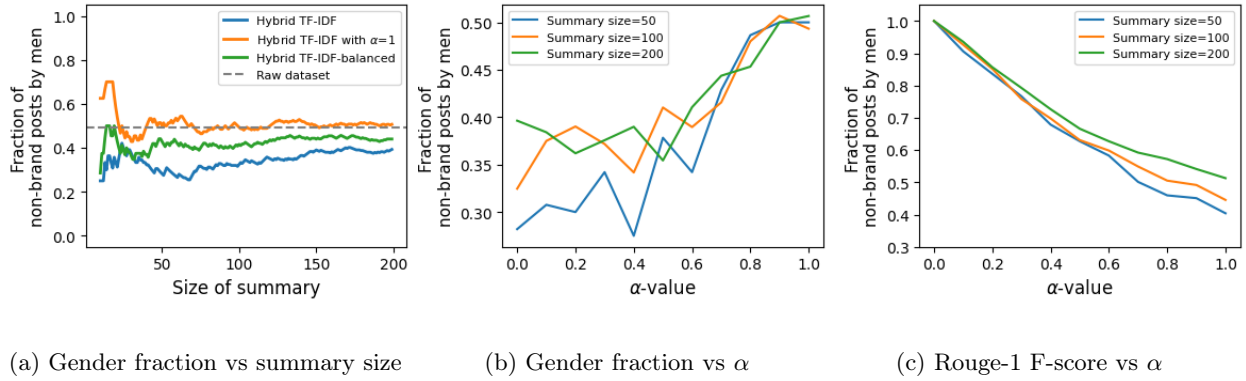 Fraction of
non-brand posts by men
1.0
0.8
0.6
0.4
0.2
0.0
Hybrid TF-IDF
Hybrid TF-IDF with α=1
Hybrid TF-IDF-balanced
Raw dataset
50
100
150
200
Size of summary
(a) Gender fraction vs summary size
Fraction of
non-brand posts by men
0.50
0.45
0.40
0.35
0.30
Summary size=50
Summary size=100
Summary size=200
0.0
0.2
0.4
0.6
0.8
1.0
α-value
(b) Gender fraction vs α
Fraction of
non-brand posts by men
1.0
0.9
0.8
0.7
0.6
0.5
0.4
0.3
Summary size=50
Summary size=100
Summary size=200
0.0
0.2
0.4
0.6
0.8
1.0
α-value
(c) Rouge-1 F-score vs α